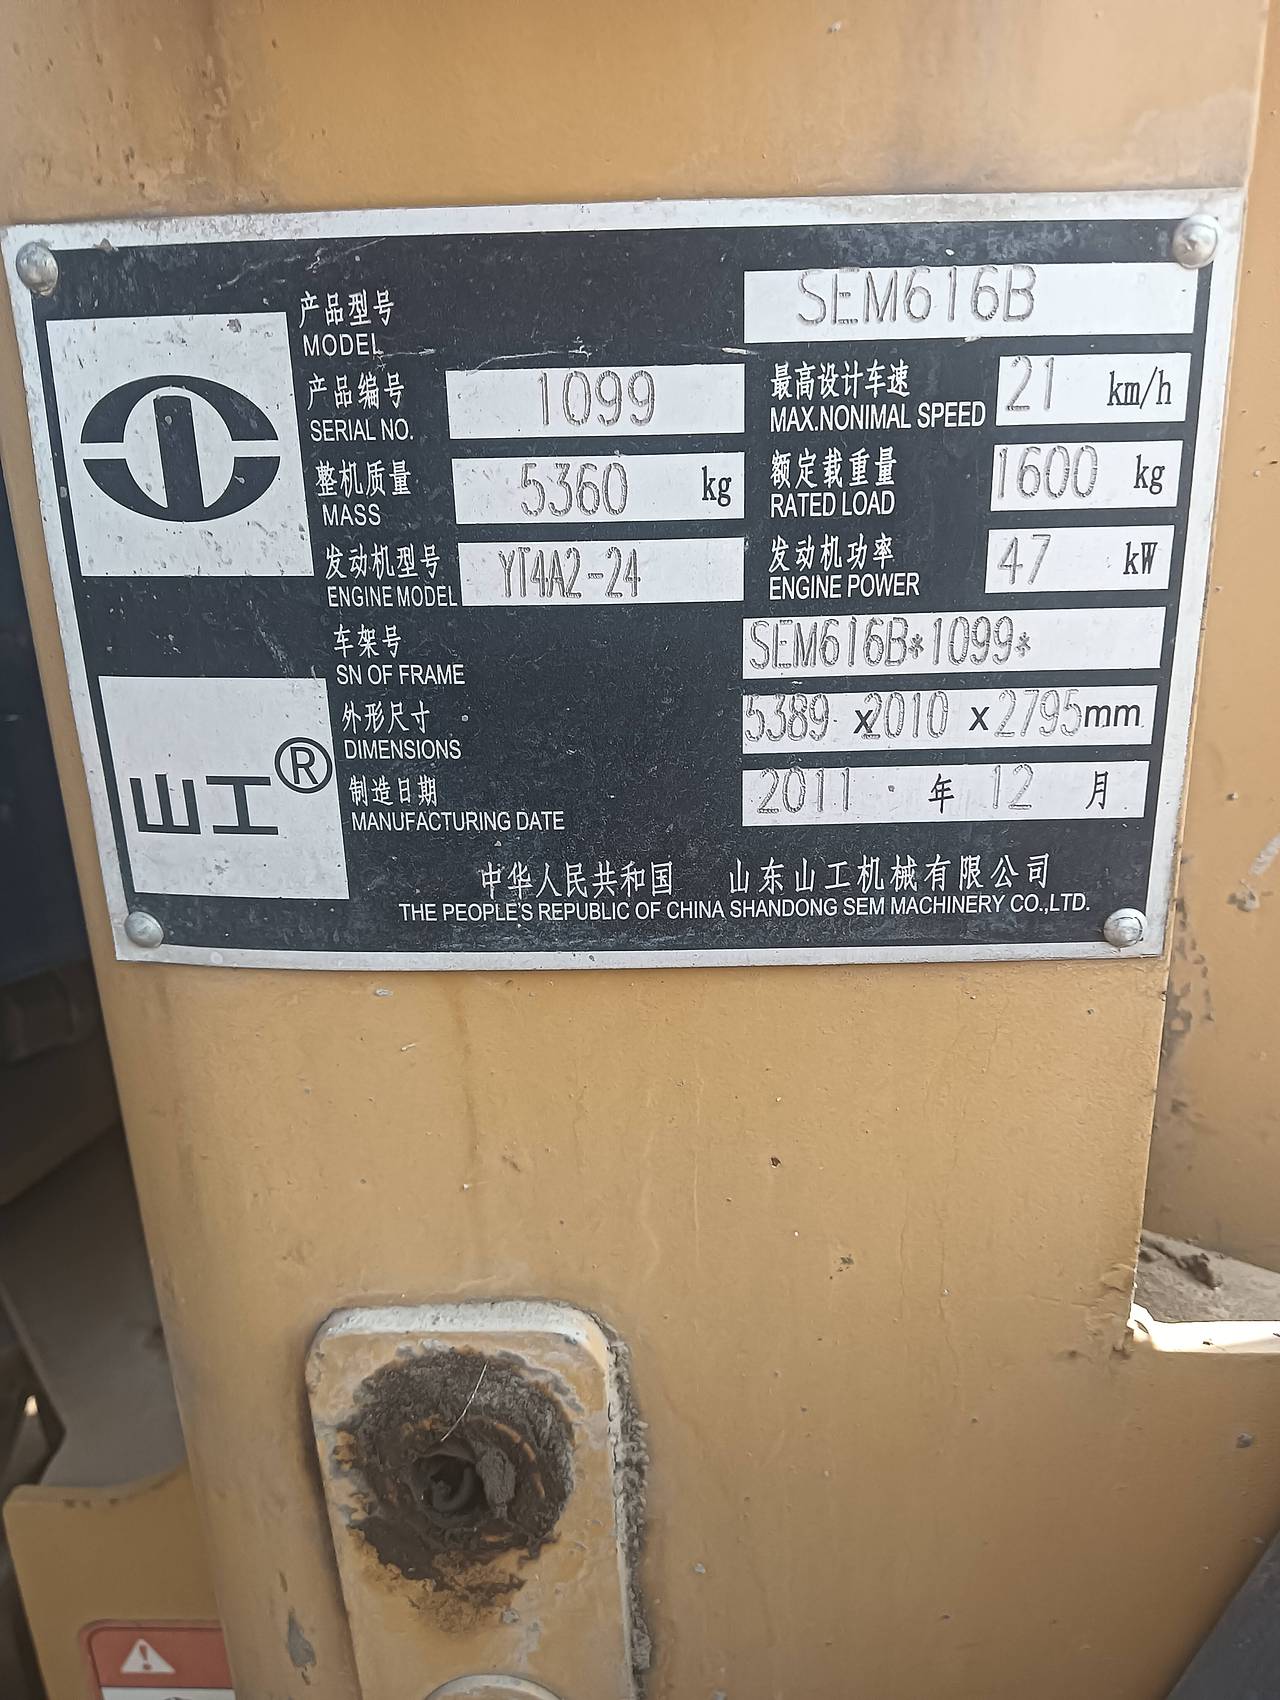 产品型号 SEM616B
MODEL
产品编号 1099 最高设计车速 21 km/h
SERIAL NO. MAX.NONIMAL SPEED
整机质量 5360 kg 额定载重量 1600 kg
MASS RATED LOAD
发动机型号 YT4A2-24 发动机功率 47 kW
ENGINE MODEL ENGINE POWER
车架号 SEM616B*1099*
SN OF FRAME
外形尺寸 5389 x2010 x 2795mm
DIMENSIONS
制造日期 2011 年 12 月
MANUFACTURING DATE
山工®
中华人民共和国 山东山工机械有限公司
THE PEOPLE'S REPUBLIC OF CHINA SHANDONG SEM MACHINERY CO.,LTD.